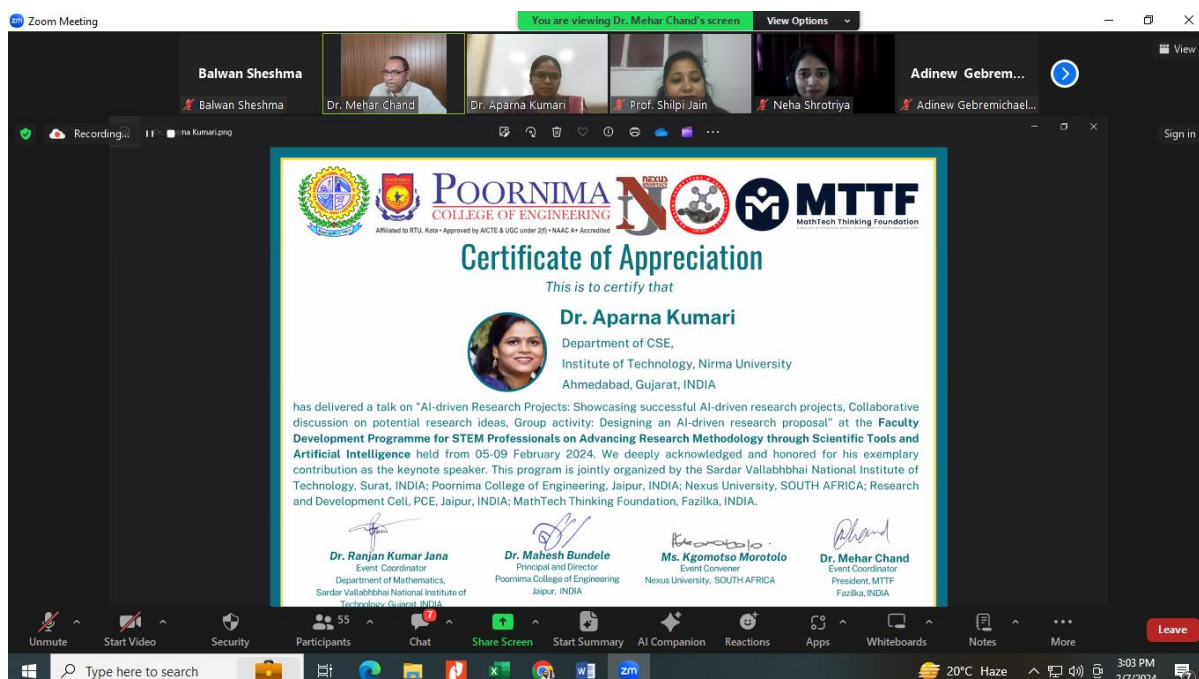 Zoom Meeting
You are viewing Dr. Mehar Chand's screen
View Options
View
Balwan Sheshma
Adinew Gebrem...
Balwan Sheshma
Dr. Mehar Chand
Dr. Aparna Kumari
Prof. Shilpi Jain
Neha Shrotriya
Adinew Gebremichael...
Recording...
rna Kumari.png
Sign in
POORNIMA
COLLEGE OF ENGINEERING
Affiliated to RTU, Kota • Approved by AICTE & UGC under 2(f) • NAAC A+ Accredited
NEXUS
UNIVERSITY
MTTF
MathTech Thinking Foundation
Certificate of Appreciation
This is to certify that
Dr. Aparna Kumari
Department of CSE,
Institute of Technology, Nirma University
Ahmedabad, Gujarat, INDIA
has delivered a talk on "AI-driven Research Projects: Showcasing successful AI-driven research projects, Collaborative
discussion on potential research ideas, Group activity: Designing an AI-driven research proposal" at the Faculty
Development Programme for STEM Professionals on Advancing Research Methodology through Scientific Tools and
Artificial Intelligence held from 05-09 February 2024. We deeply acknowledged and honored for his exemplary
contribution as the keynote speaker. This program is jointly organized by the Sardar Vallabhbhai National Institute of
Technology, Surat, INDIA; Poornima College of Engineering, Jaipur, INDIA; Nexus University, SOUTH AFRICA; Research
and Development Cell, PCE, Jaipur, INDIA; MathTech Thinking Foundation, Fazilka, INDIA.
Dr. Ranjan Kumar Jana
Event Coordinator
Department of Mathematics,
Sardar Vallabhbhai National Institute of
Technology, Gujarat, INDIA
Dr. Mahesh Bundele
Principal and Director
Poornima College of Engineering
Jaipur, INDIA
Ms. Kgomotso Morotolo
Event Convener
Nexus University, SOUTH AFRICA
Dr. Mehar Chand
Event Coordinator
President, MTTF
Fazilka, INDIA
Unmute
Start Video
Security
55
Participants
7
Chat
Share Screen
Start Summary
AI Companion
Reactions
Apps
Whiteboards
Notes
More
Leave
Type here to search
20°C Haze
3:03 PM
2/7/2024